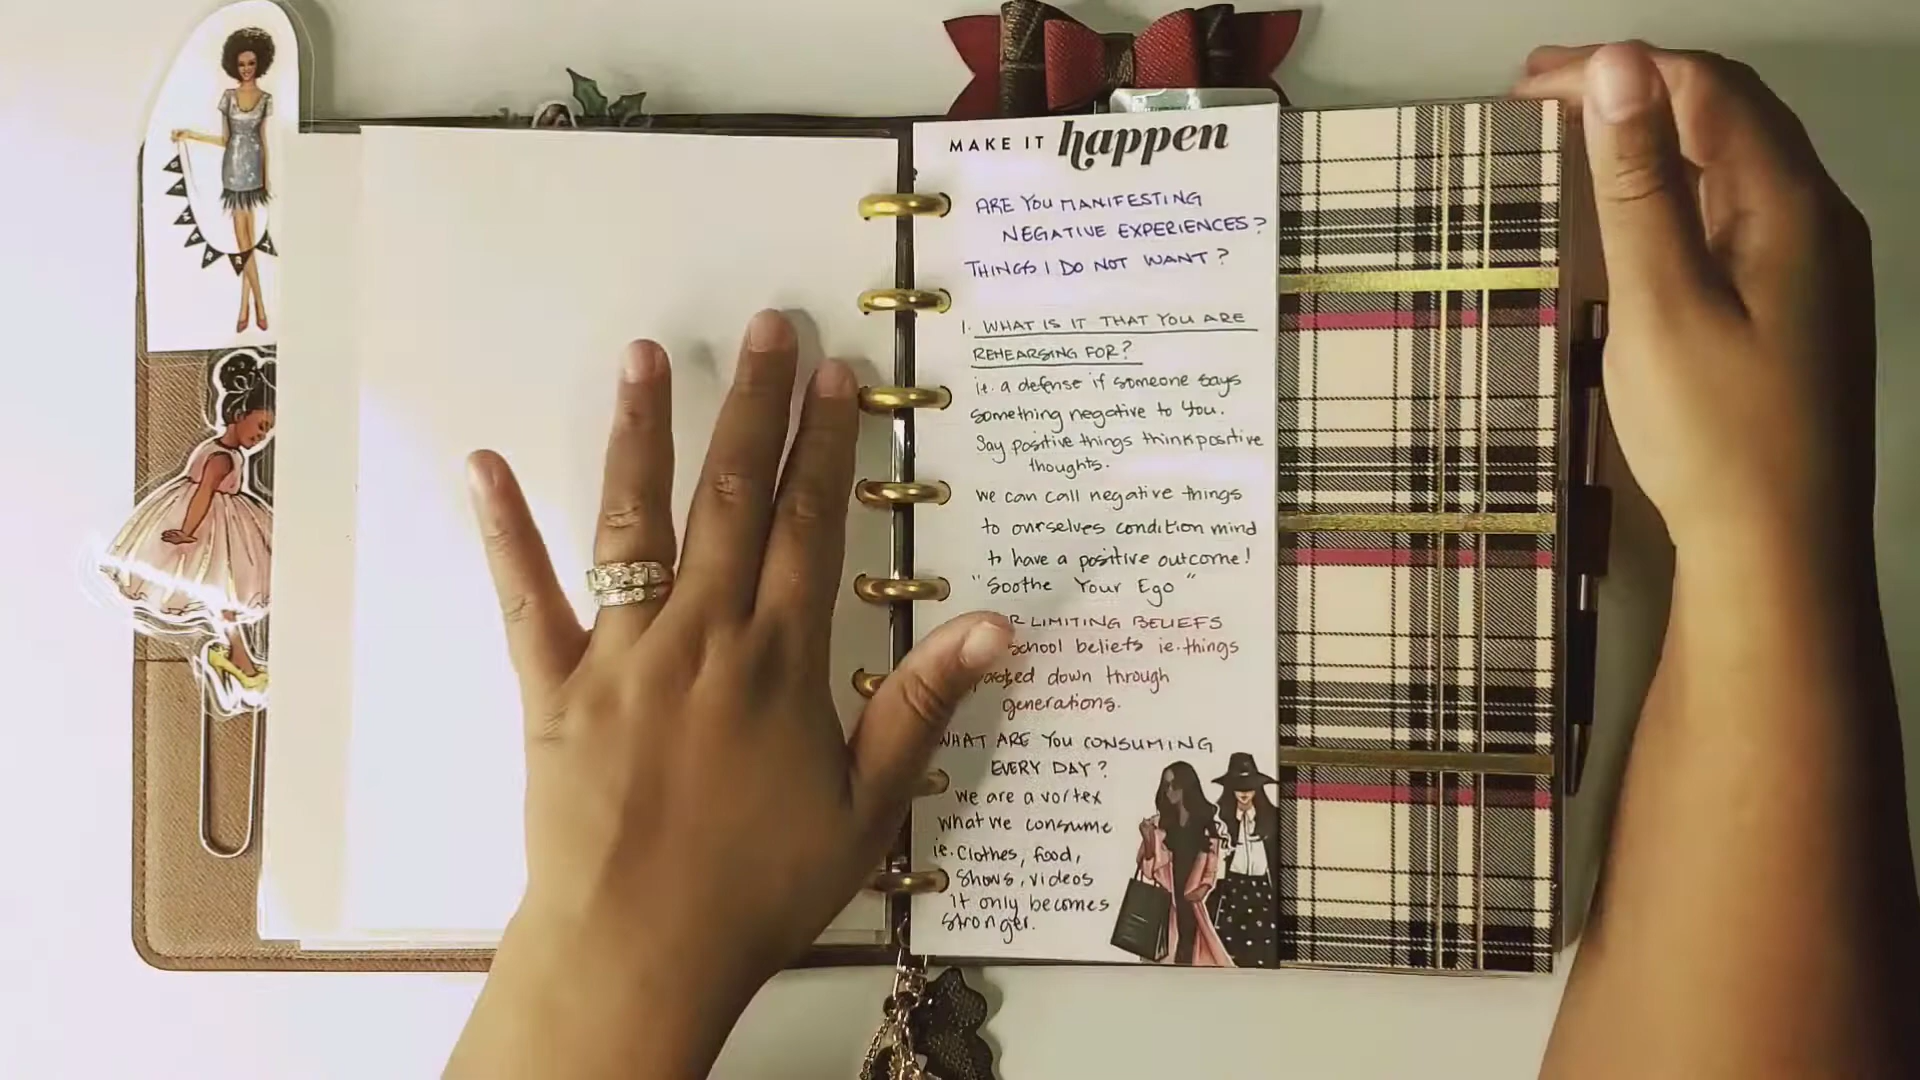 MAKE IT happen
ARE YOU MANIFESTING
NEGATIVE EXPERIENCES?
THINGS I DO NOT WANT?
1. WHAT IS IT THAT YOU ARE
REHEARSING FOR?
ie. a defense if someone says
something negative to You.
Say positive things think positive
thoughts.
we can call negative things
to ourselves condition mind
to have a positive outcome!
"Soothe Your Ego"
LIMITING BELIEFS
school beliefs ie. things
passed down through
generations.
WHAT ARE YOU CONSUMING
EVERY DAY?
we are a vortex
what we consume
ie. Clothes, food,
Shows, videos
it only becomes
stronger.